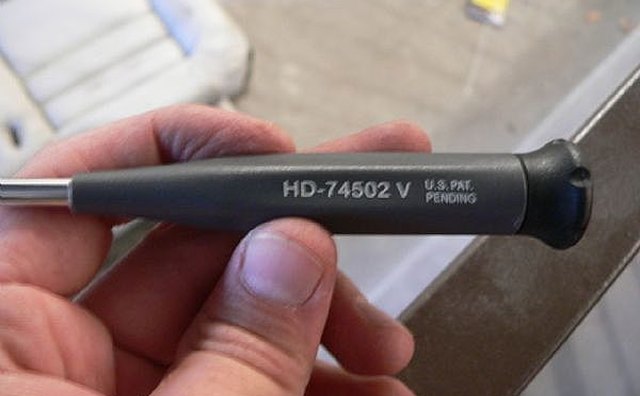 HD-74502 V
U.S. PAT.
PENDING